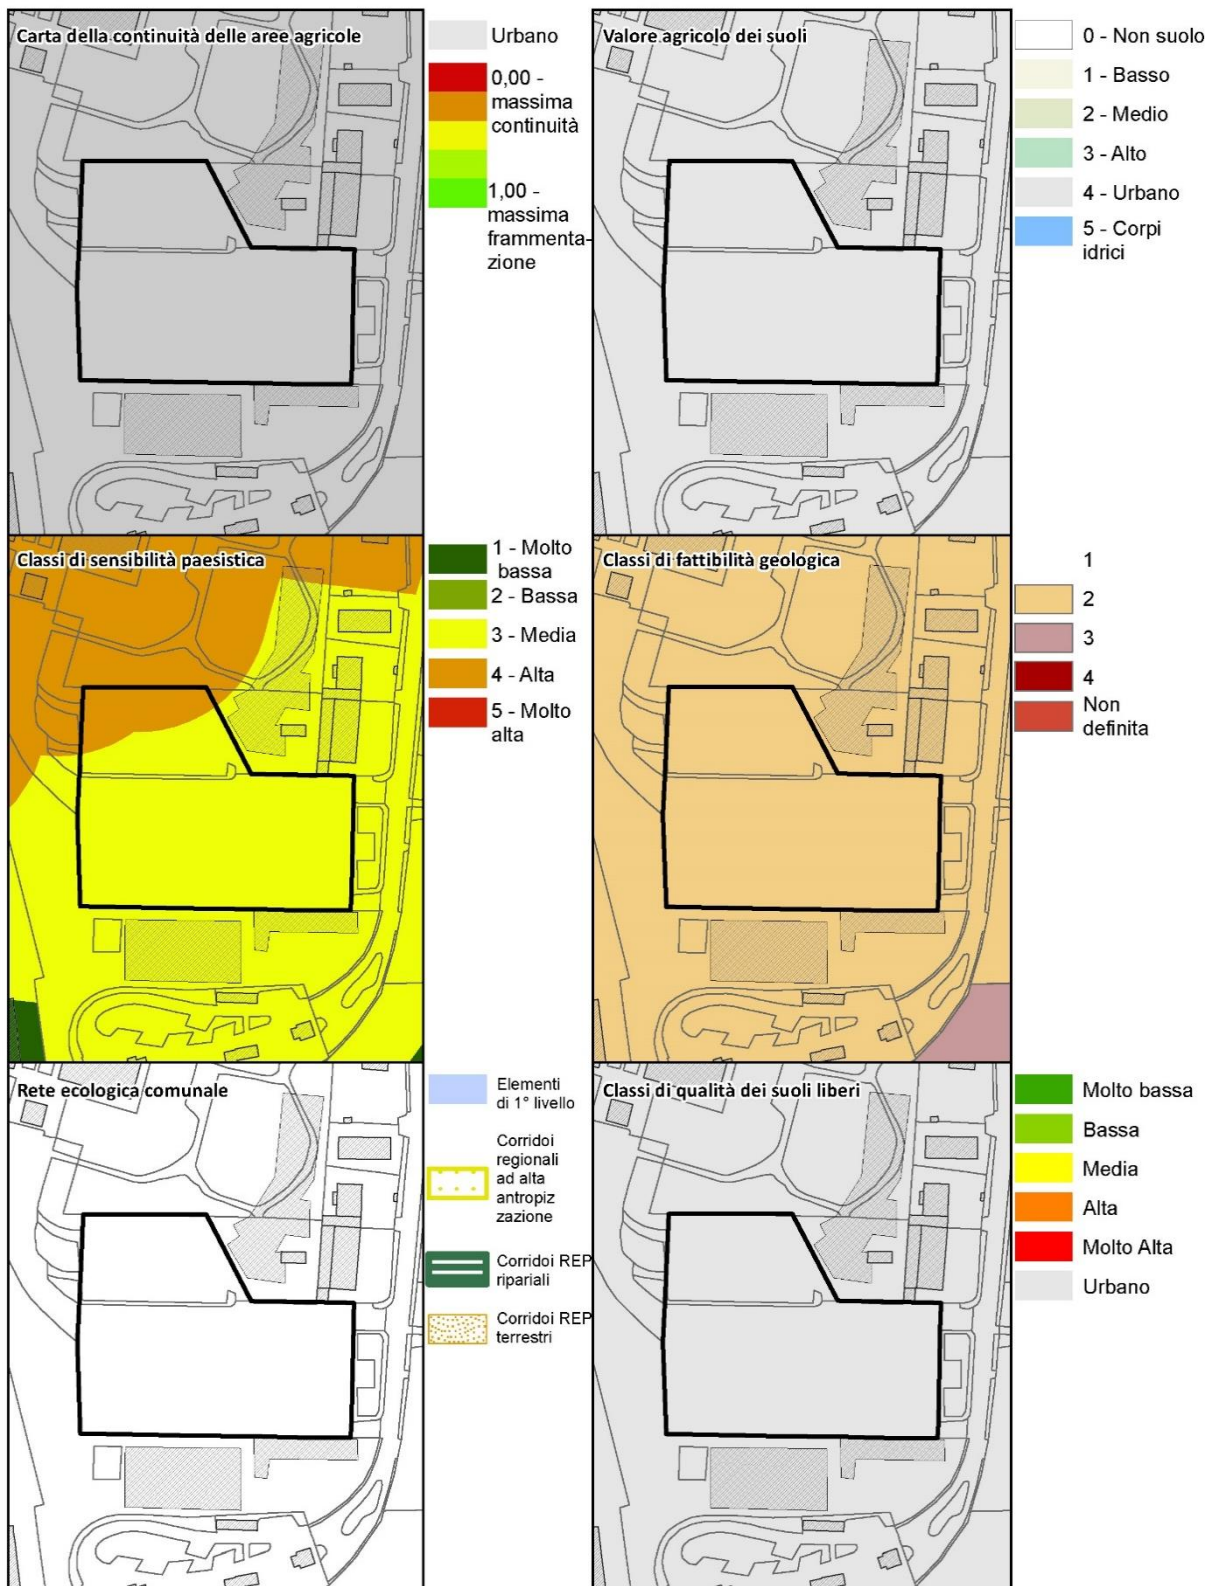 Carta della continuità delle aree agricole
Urbano
0,00 -
massima
continuità
1,00 -
massima
frammenta-
zione
Valore agricolo dei suoli
0 - Non suolo
1 - Basso
2 - Medio
3 - Alto
4 - Urbano
5 - Corpi
idrici
Classi di sensibilità paesistica
1 - Molto
bassa
2 - Bassa
3 - Media
4 - Alta
5 - Molto
alta
Classi di fattibilità geologica
1
2
3
4
Non
definita
Rete ecologica comunale
Elementi
di 1° livello
Corridoi
regionali
ad alta
antropiz
zazione
Corridoi REP
ripariali
Corridoi REP
terrestri
Classi di qualità dei suoli liberi
Molto bassa
Bassa
Media
Alta
Molto Alta
Urbano